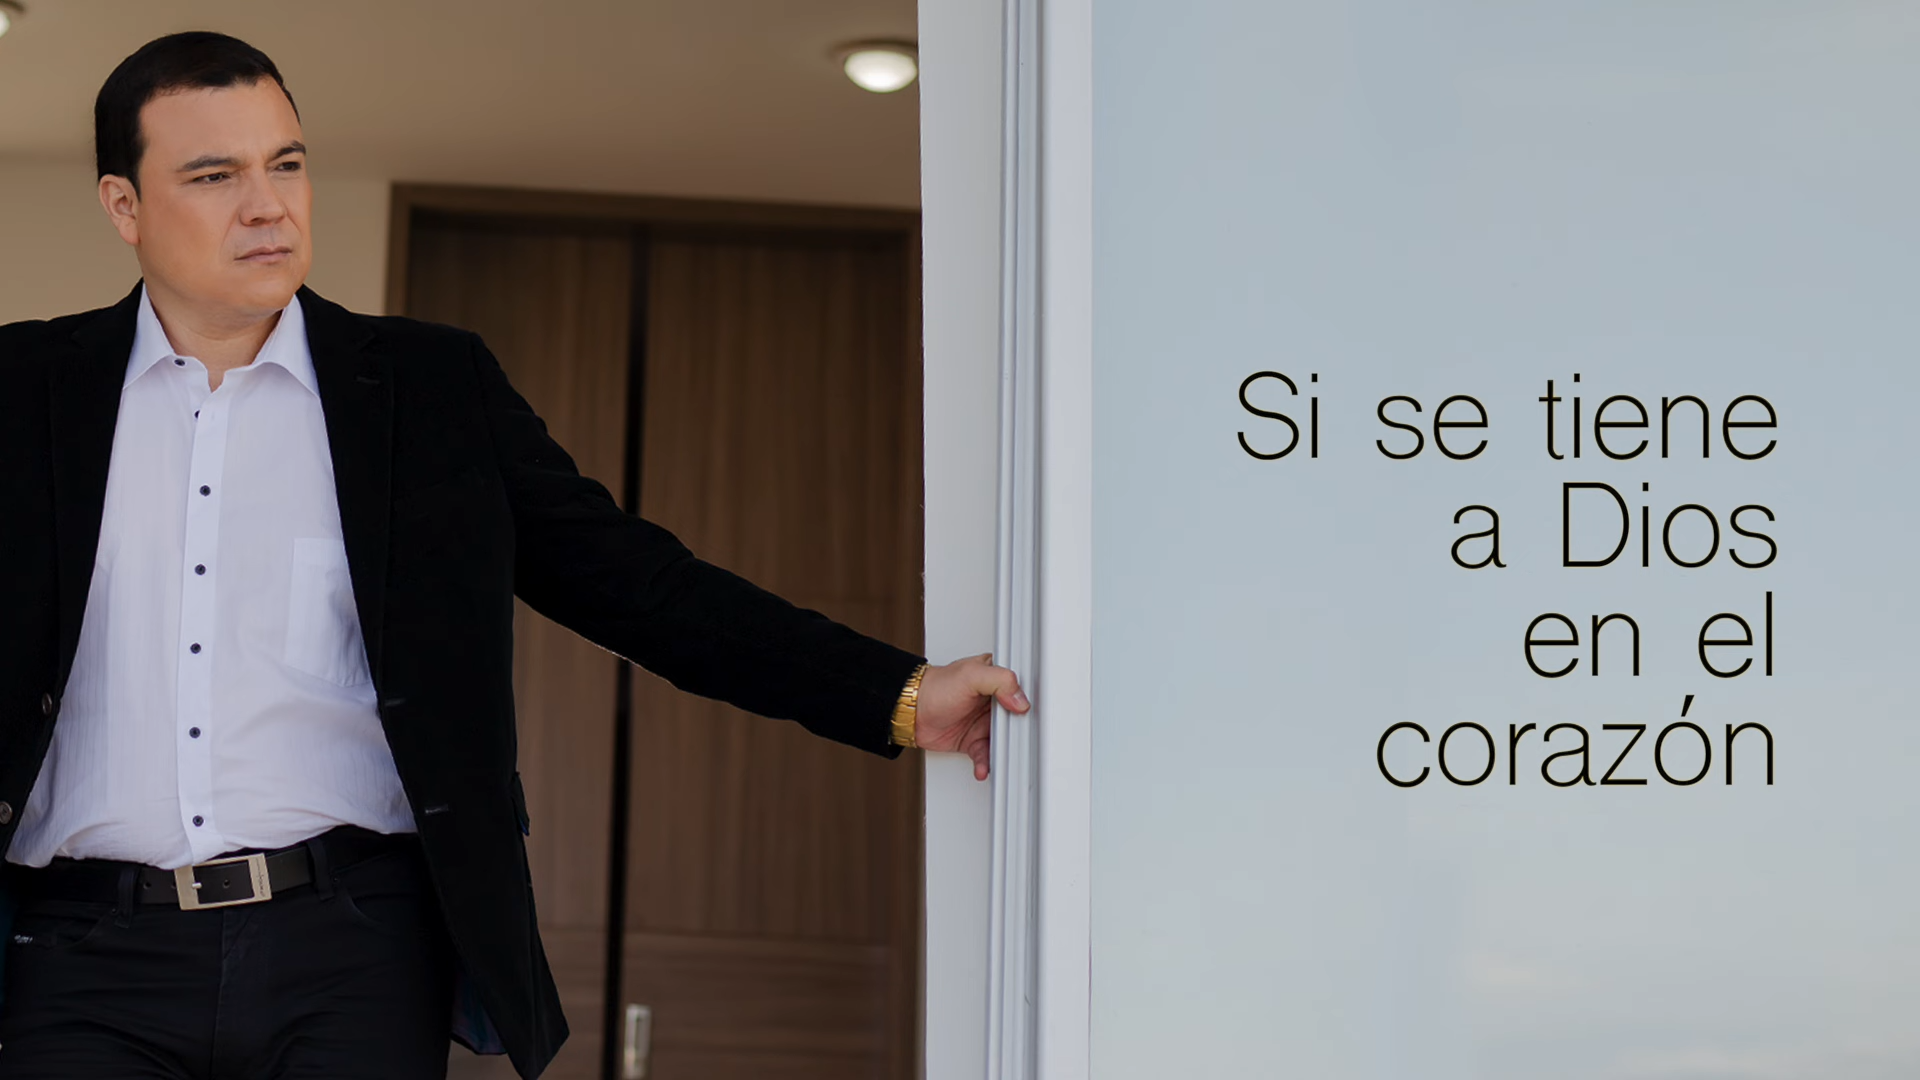 Si se tiene
a Dios
en el
corazón